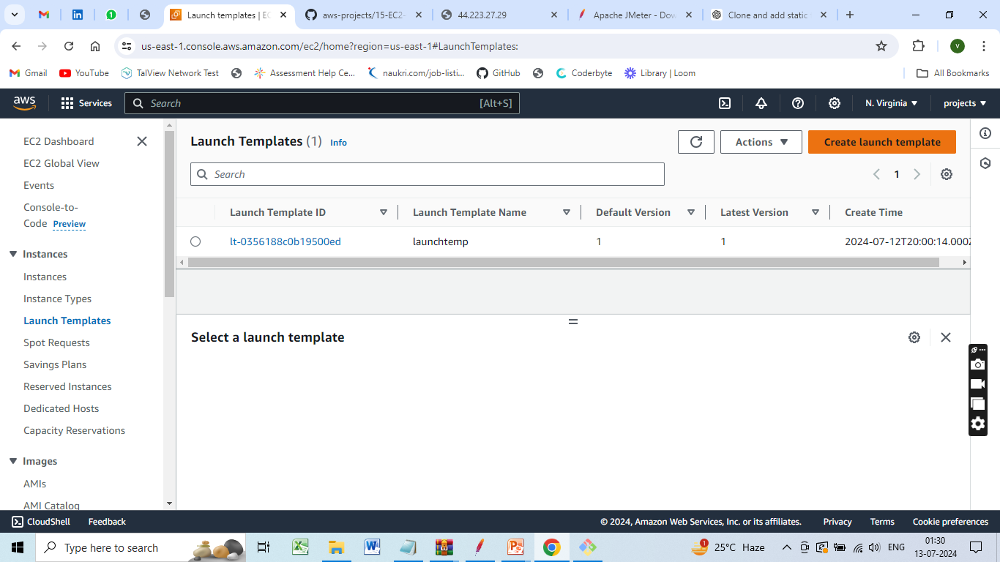 Launch templates | EC
aws-projects/15-EC2-
44.223.27.29
Apache JMeter - Dow
Clone and add static
us-east-1.console.aws.amazon.com/ec2/home?region=us-east-1#LaunchTemplates:
V
Gmail
YouTube
TalView Network Test
Assessment Help Ce...
naukri.com/job-listi...
GitHub
Coderbyte
Library | Loom
All Bookmarks
aws
Services
Search
[Alt+S]
N. Virginia
projects
EC2 Dashboard
EC2 Global View
Events
Console-to-
Code Preview
Instances
Instances
Instance Types
Launch Templates
Spot Requests
Savings Plans
Reserved Instances
Dedicated Hosts
Capacity Reservations
Images
AMIs
AMI Catalog
Launch Templates (1) Info
Actions
Create launch template
Search
1
Launch Template ID
Launch Template Name
Default Version
Latest Version
Create Time
lt-0356188c0b19500ed
launchtemp
1
1
2024-07-12T20:00:14.000Z
Select a launch template
CloudShell
Feedback
© 2024, Amazon Web Services, Inc. or its affiliates.
Privacy
Terms
Cookie preferences
Type here to search
1
25°C Haze
ENG
01:30
13-07-2024